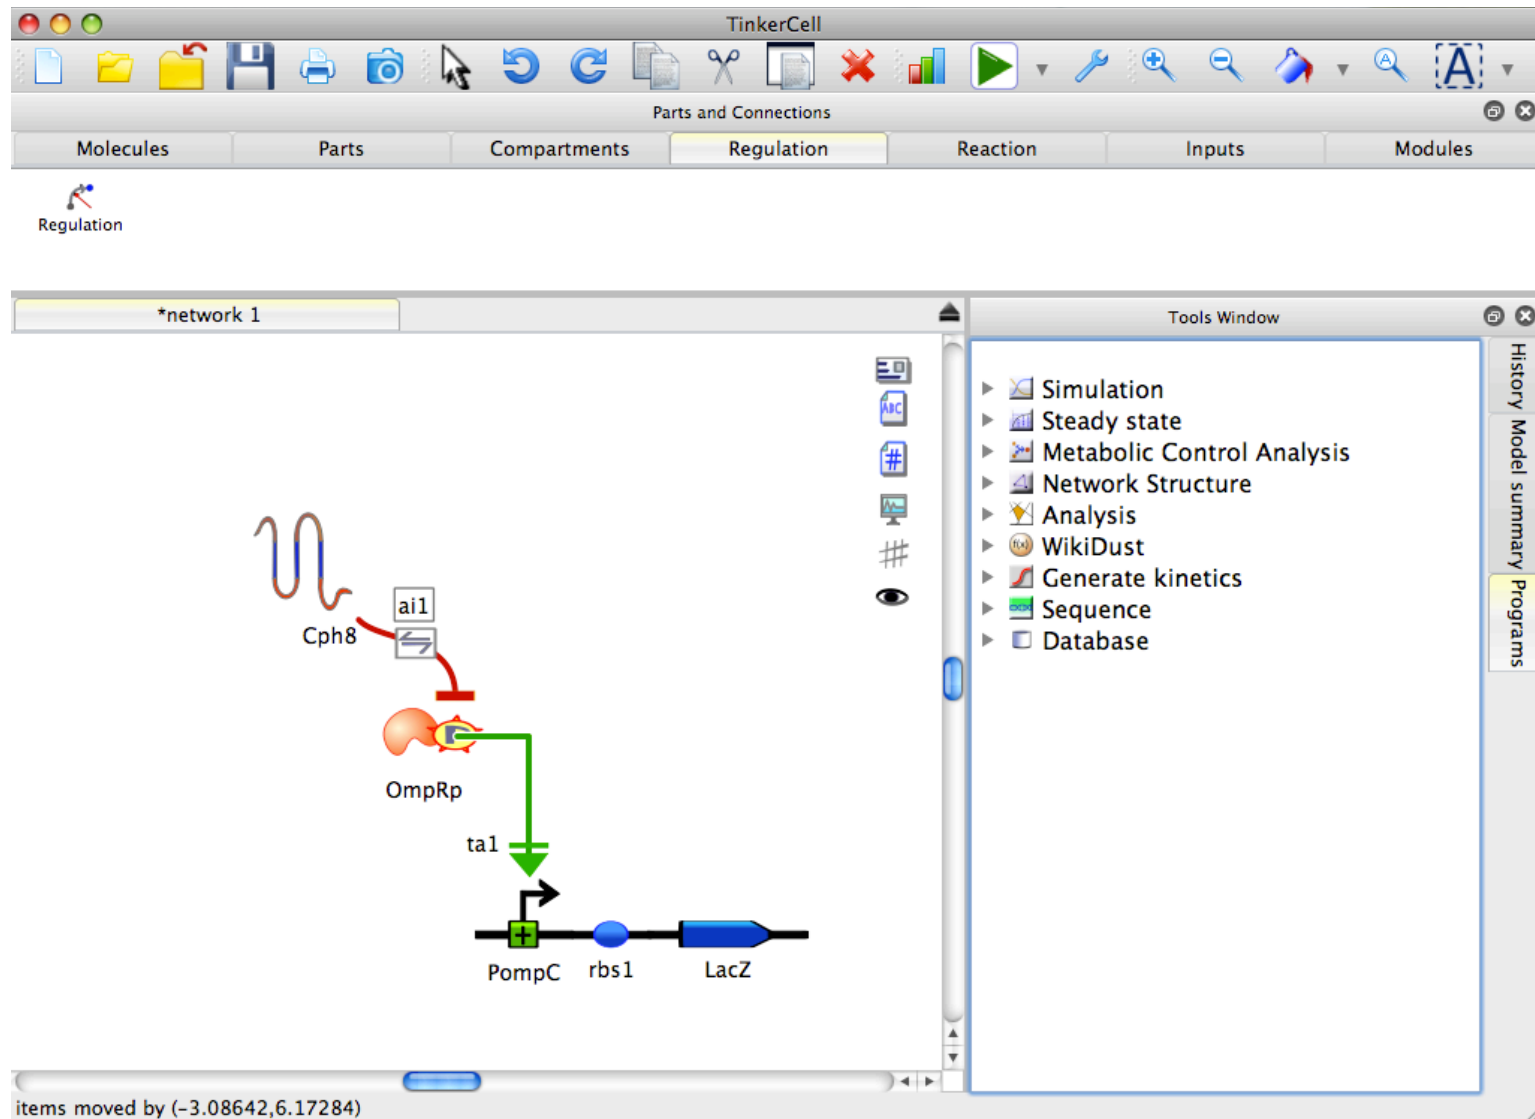 TinkerCell
A
A
Parts and Connections
Molecules Parts Compartments Regulation Reaction Inputs Modules
Regulation
*network 1
Tools Window
ABC
#
Cph8
ai1
OmpRp
ta1
PompC rbs1 LacZ
Simulation
Steady state
Metabolic Control Analysis
Network Structure
Analysis
f(x) WikiDust
Generate kinetics
Sequence
Database
History
Model summary
Programs
items moved by (-3.08642,6.17284)